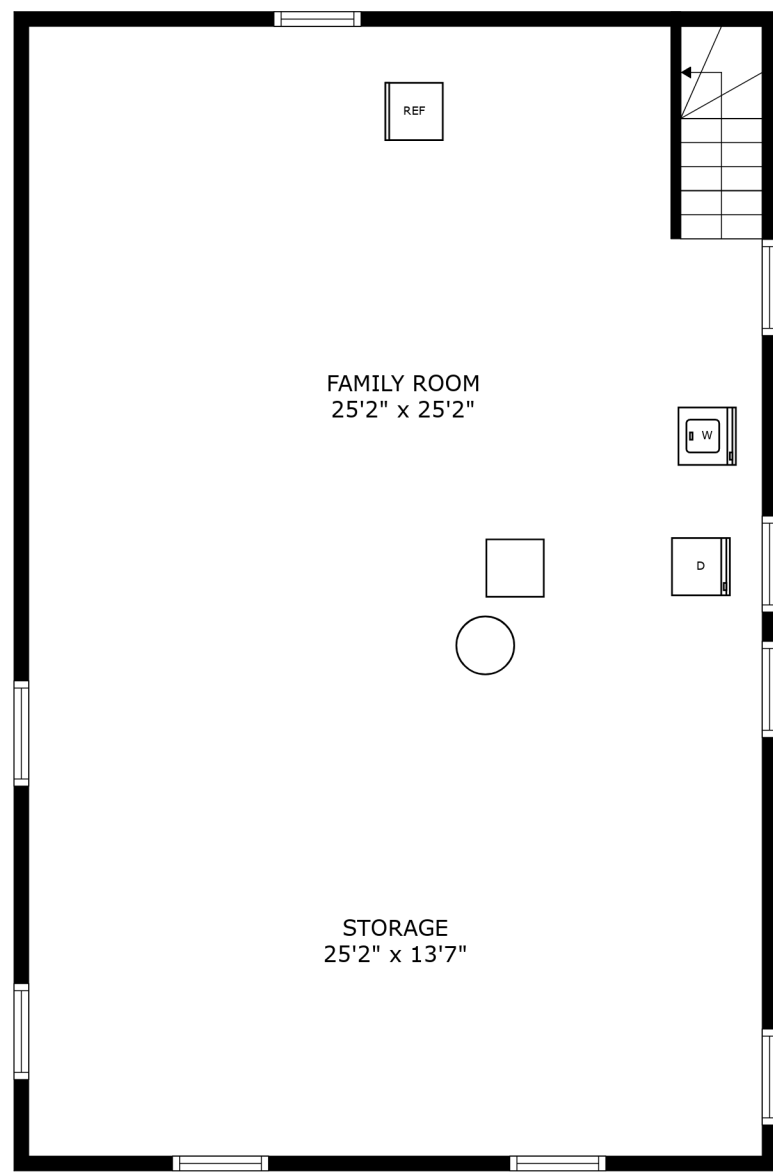 REF
FAMILY ROOM
25'2" x 25'2"
W
D
STORAGE
25'2" x 13'7"